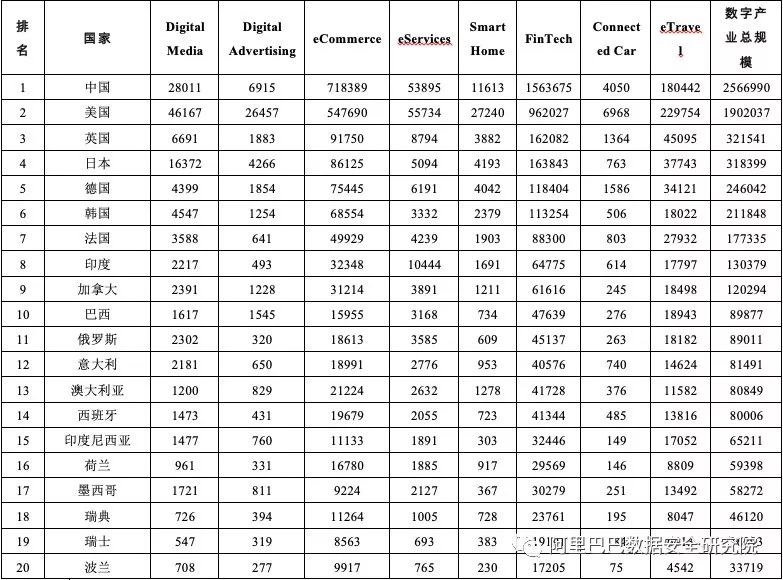 排名 国家 Digital Media Digital Advertising eCommerce eServices Smart Home FinTech Connected Car eTravel 数字产业总规模
1 中国 28011 6915 718389 53895 11613 1563675 4050 180442 2566990
2 美国 46167 26457 547690 55734 27240 962027 6968 229754 1902037
3 英国 6691 1883 91750 8794 3882 162082 1364 45095 321541
4 日本 16372 4266 86125 5094 4193 163843 763 37743 318399
5 德国 4399 1854 75445 6191 4042 118404 1586 34121 246042
6 韩国 4547 1254 68554 3332 2379 113254 506 18022 211848
7 法国 3588 641 49929 4239 1903 88300 803 27932 177335
8 印度 2217 493 32348 10444 1691 64775 614 17797 130379
9 加拿大 2391 1228 31214 3891 1211 61616 245 18498 120294
10 巴西 1617 1545 15955 3168 734 47639 276 18943 89877
11 俄罗斯 2302 320 18613 3585 609 45137 263 18182 89011
12 意大利 2181 650 18991 2776 953 40576 740 14624 81491
13 澳大利亚 1200 829 21224 2632 1278 41728 376 11582 80849
14 西班牙 1473 431 19679 2055 723 41344 485 13816 80006
15 印度尼西亚 1477 760 11133 1891 303 32446 149 17052 65211
16 荷兰 961 331 16780 1885 917 29569 146 8809 59398
17 墨西哥 1721 811 9224 2127 367 30279 251 13492 58272
18 瑞典 726 394 11264 1005 728 23761 195 8047 46120
19 瑞士 547 319 8563 693 383
阿里巴巴数据安全研究院
20 波兰 708 277 9917 765 230 17205 75 4542 33719